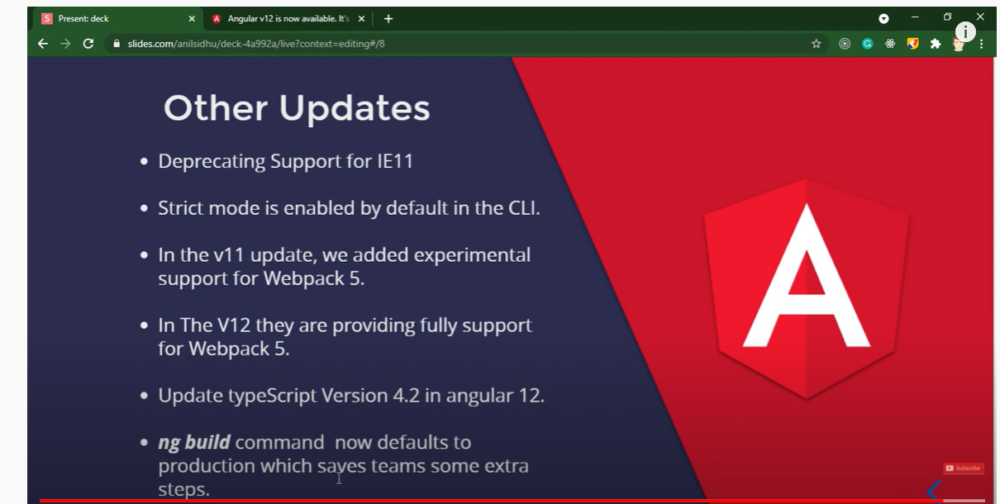 Present: deck
Angular v12 is now available. It's
slides.com/anilsidhu/deck-4a992a/live?context=editing#/8
Other Updates
Deprecating Support for IE11
Strict mode is enabled by default in the CLI.
In the v11 update, we added experimental
support for Webpack 5.
In The V12 they are providing fully support
for Webpack 5.
Update typeScript Version 4.2 in angular 12.
ng build command now defaults to
production which saves teams some extra
steps.
Subscribe